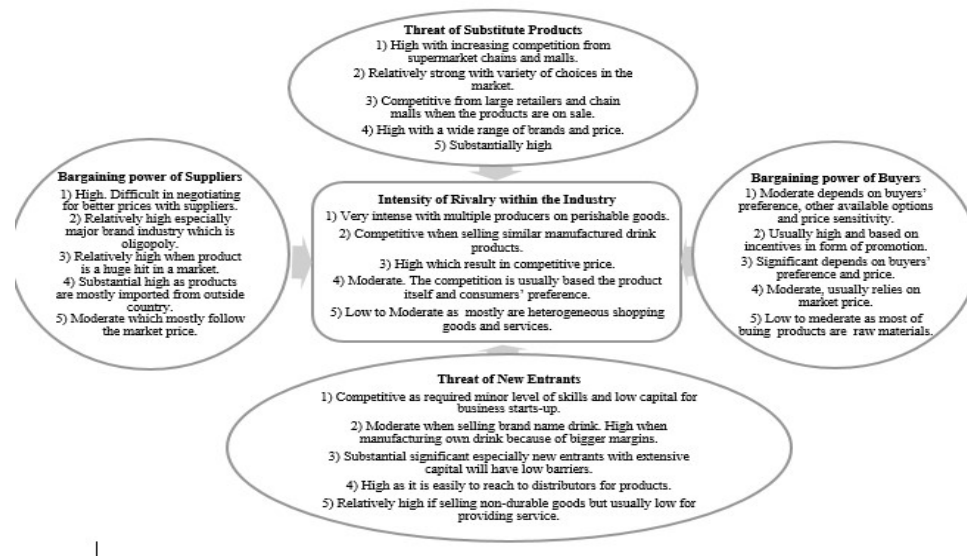 Threat of Substitute Products
1) High with increasing competition from
supermarket chains and malls.
2) Relatively strong with variety of choices in the
market.
3) Competitive from large retailers and chain
malls when the products are on sale.
4) High with a wide range of brands and price.
5) Substantially high
Bargaining power of Suppliers
1) High. Difficult in negotiating
for better prices with suppliers.
2) Relatively high especially
major brand industry which is
oligopoly.
3) Relatively high when product
is a huge hit in a market.
4) Substantial high as products
are mostly imported from outside
country.
5) Moderate which mostly follow
the market price.
Intensity of Rivalry within the Industry
1) Very intense with multiple producers on perishable goods.
2) Competitive when selling similar manufactured drink
products.
3) High which result in competitive price.
4) Moderate. The competition is usually based the product
itself and consumers’ preference.
5) Low to Moderate as mostly are heterogeneous shopping
goods and services.
Bargaining power of Buyers
1) Moderate depends on buyers’
preference, other available options
and price sensitivity.
2) Usually high and based on
incentives in form of promotion.
3) Significant depends on buyers’
preference and price.
4) Moderate, usually relies on
market price.
5) Low to mederate as most of
buing products are raw materials.
Threat of New Entrants
1) Competitive as required minor level of skills and low capital for
business starts-up.
2) Moderate when selling brand name drink. High when
manufacturing own drink because of bigger margins.
3) Substantial significant especially new entrants with extensive
capital will have low barriers.
4) High as it is easily to reach to distributors for products.
5) Relatively high if selling non-durable goods but usually low for
providing service.